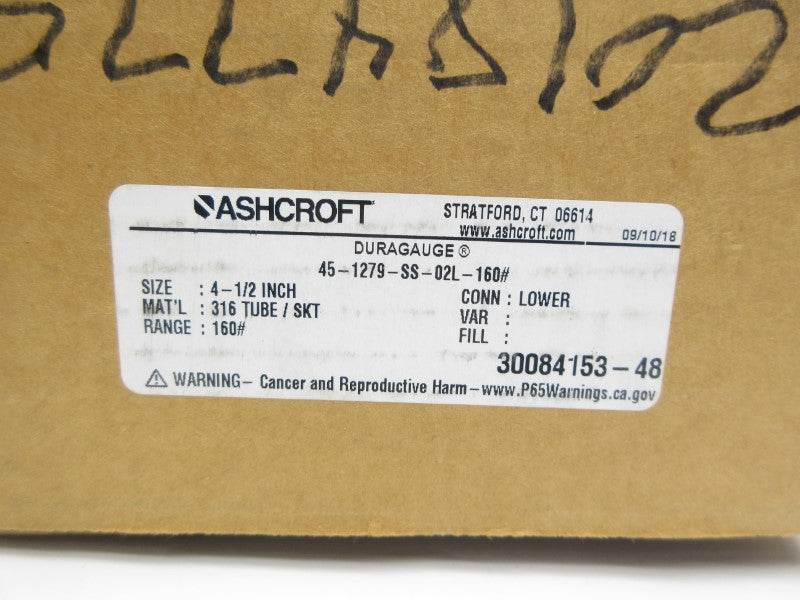 ASHCROFT
STRATFORD, CT 06614
www.ashcroft.com 09/10/18
DURAGAUGE ®
45-1279-SS-02L-160#
SIZE : 4-1/2 INCH
MAT'L : 316 TUBE / SKT
RANGE : 160#
CONN : LOWER
VAR :
FILL :
30084153-48
WARNING- Cancer and Reproductive Harm-www.P65Warnings.ca.gov